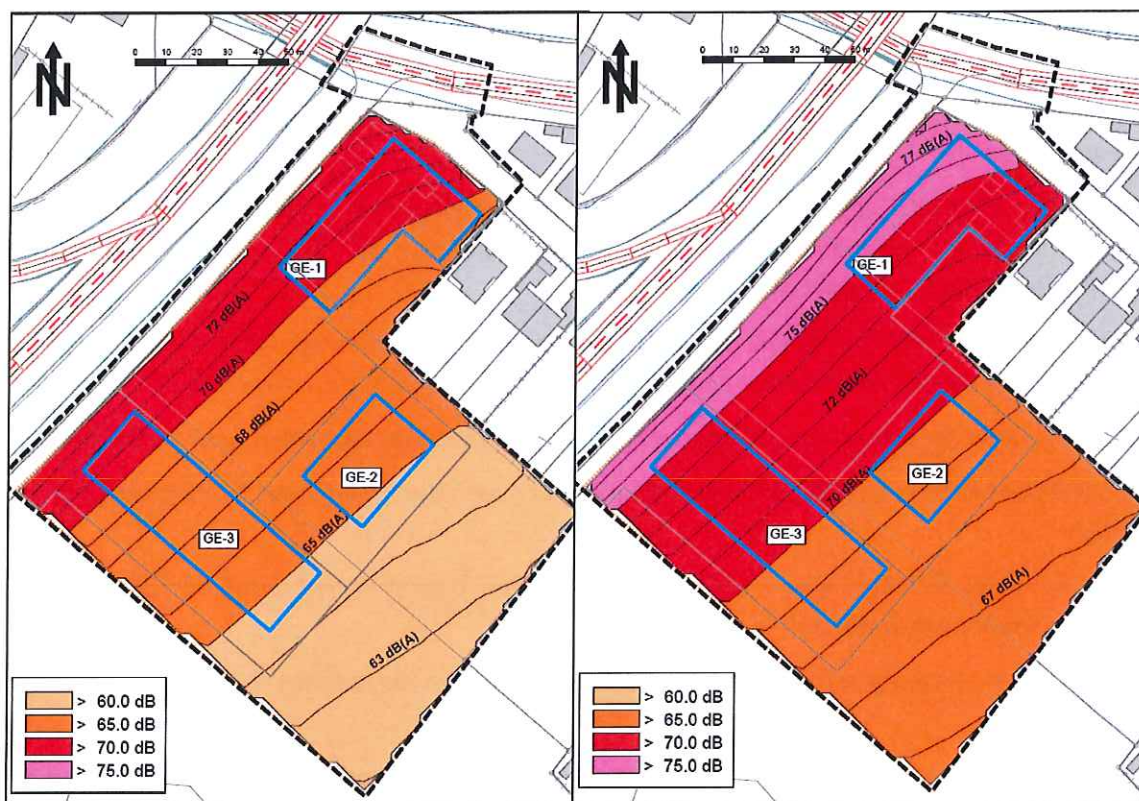 N
0 10 20 30 40 50 m
GE-1
72 dB(A)
70 dB(A)
68 dB(A)
GE-2
65 dB(A)
GE-3
63 dB(A)
> 60.0 dB
> 65.0 dB
> 70.0 dB
> 75.0 dB
N
0 10 20 30 40 50 m
77 dB(A)
GE-1
75 dB(A)
72 dB(A)
GE-2
70 dB(A)
GE-3
67 dB(A)
> 60.0 dB
> 65.0 dB
> 70.0 dB
> 75.0 dB